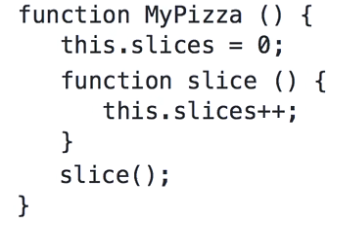 function MyPizza () {
   this.slices = 0;
   function slice () {
      this.slices++;
   }
   slice();
}